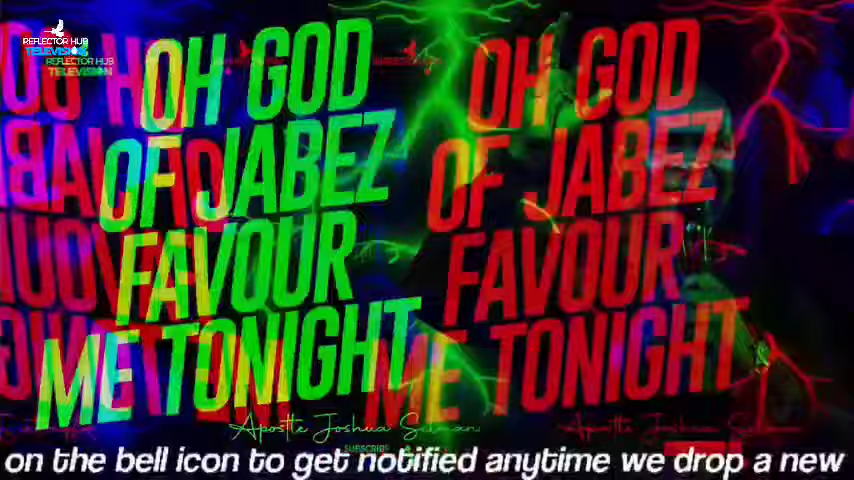 REFLECTOR HUB
TELEVISION
REFLECTOR HUB
TELEVISION
OH GOD
OF JABEZ
FAVOUR
ME TONIGHT
OH GOD
OF JABEZ
FAVOUR
ME TONIGHT
Apostle Joshua Selman
SUBSCRIBE
on the bell icon to get notified anytime we drop a new